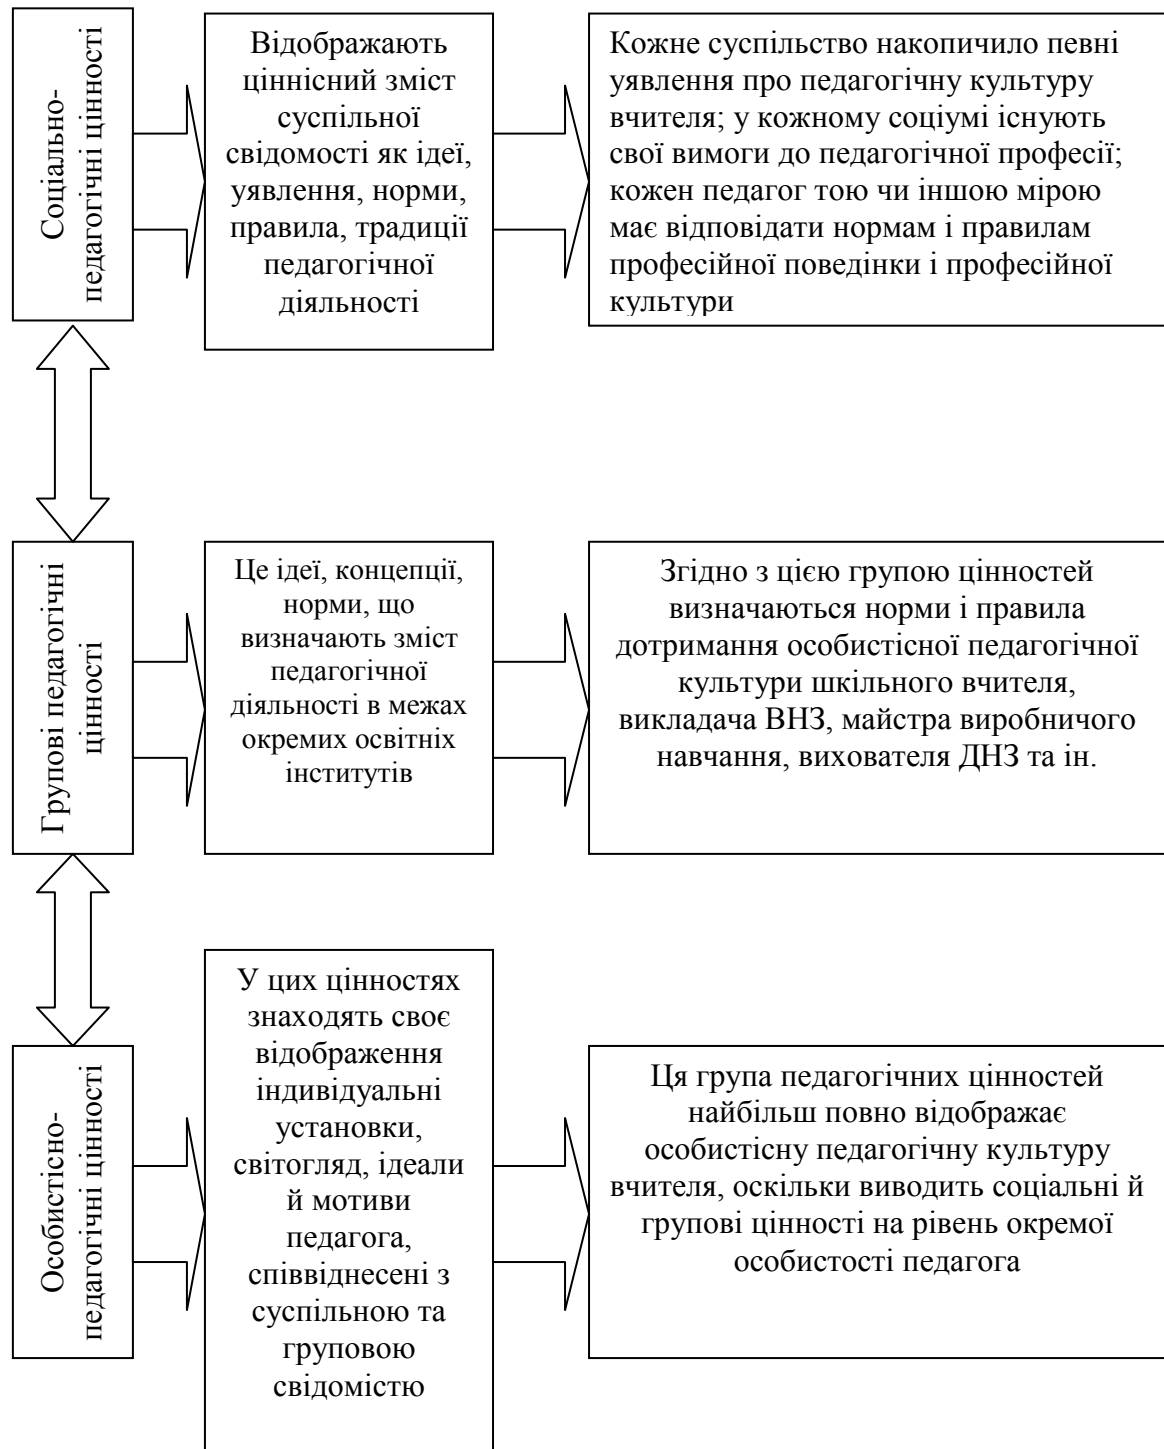 Соціально-
педагогічні цінності
Відображають
ціннісний зміст
суспільної
свідомості як ідеї,
уявлення, норми,
правила, традиції
педагогічної
діяльності
Кожне суспільство накопичило певні
уявлення про педагогічну культуру
вчителя; у кожному соціумі існують
свої вимоги до педагогічної професії;
кожен педагог тою чи іншою мірою
має відповідати нормам і правилам
професійної поведінки і професійної
культури
Групові педагогічні
цінності
Це ідеї, концепції,
норми, що
визначають зміст
педагогічної
діяльності в межах
окремих освітніх
інститутів
Згідно з цією групою цінностей
визначаються норми і правила
дотримання особистісної педагогічної
культури шкільного вчителя,
викладача ВНЗ, майстра виробничого
навчання, вихователя ДНЗ та ін.
Особистісно-
педагогічні цінності
У цих цінностях
знаходять своє
відображення
індивідуальні
установки,
світогляд, ідеали
й мотиви
педагога,
співвіднесені з
суспільною та
груповою
свідомістю
Ця група педагогічних цінностей
найбільш повно відображає
особистісну педагогічну культуру
вчителя, оскільки виводить соціальні й
групові цінності на рівень окремої
особистості педагога